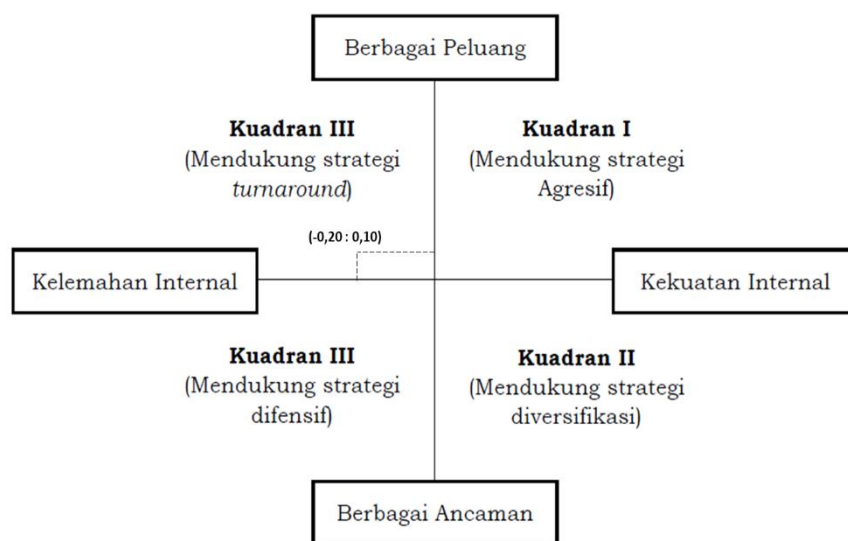 Berbagai Peluang
Kuadran III
(Mendukung strategi
turnaround)
Kuadran I
(Mendukung strategi
Agresif)
(-0,20 : 0,10)
Kelemahan Internal
Kekuatan Internal
Kuadran III
(Mendukung strategi
difensif)
Kuadran II
(Mendukung strategi
diversifikasi)
Berbagai Ancaman